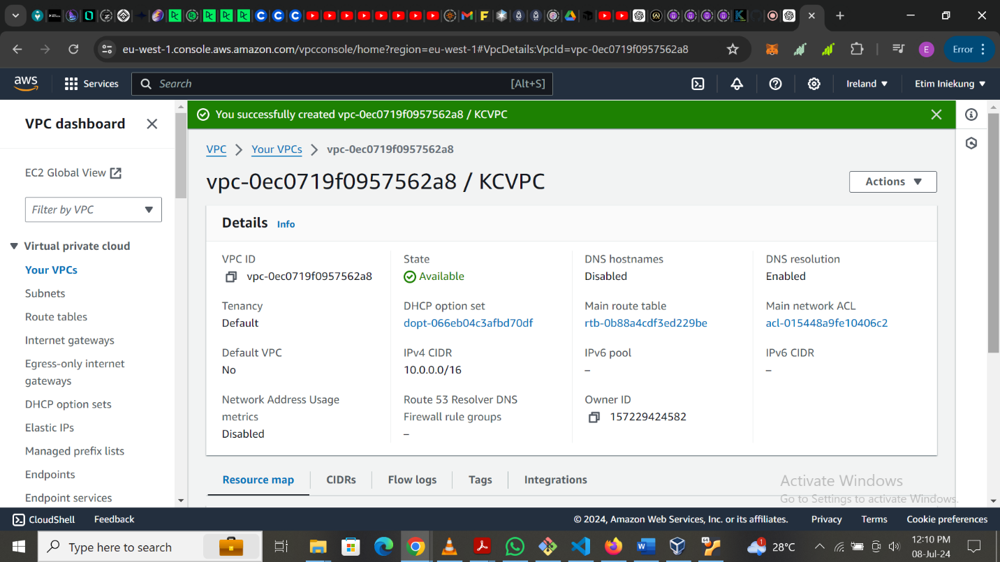 eu-west-1.console.aws.amazon.com/vpcconsole/home?region=eu-west-1#VpcDetails:VpcId=vpc-0ec0719f0957562a8
E
Error
aws
Services
Search
[Alt+S]
Ireland
Etim Iniekung
VPC dashboard
EC2 Global View
Filter by VPC
Virtual private cloud
Your VPCs
Subnets
Route tables
Internet gateways
Egress-only internet
gateways
DHCP option sets
Elastic IPs
Managed prefix lists
Endpoints
Endpoint services
You successfully created vpc-0ec0719f0957562a8 / KCVPC
VPC
Your VPCs
vpc-0ec0719f0957562a8
vpc-0ec0719f0957562a8 / KCVPC
Actions
Details
Info
VPC ID
vpc-0ec0719f0957562a8
State
Available
DNS hostnames
Disabled
DNS resolution
Enabled
Tenancy
Default
DHCP option set
dopt-066eb04c3afbd70df
Main route table
rtb-0b88a4cdf3ed229be
Main network ACL
acl-015448a9fe10406c2
Default VPC
No
IPv4 CIDR
10.0.0.0/16
IPv6 pool
–
IPv6 CIDR
–
Network Address Usage
metrics
Disabled
Route 53 Resolver DNS
Firewall rule groups
–
Owner ID
157229424582
Resource map
CIDRs
Flow logs
Tags
Integrations
Activate Windows
Go to Settings to activate Windows.
CloudShell
Feedback
© 2024, Amazon Web Services, Inc. or its affiliates.
Privacy
Terms
Cookie preferences
Type here to search
1
28°C
12:10 PM
08-Jul-24